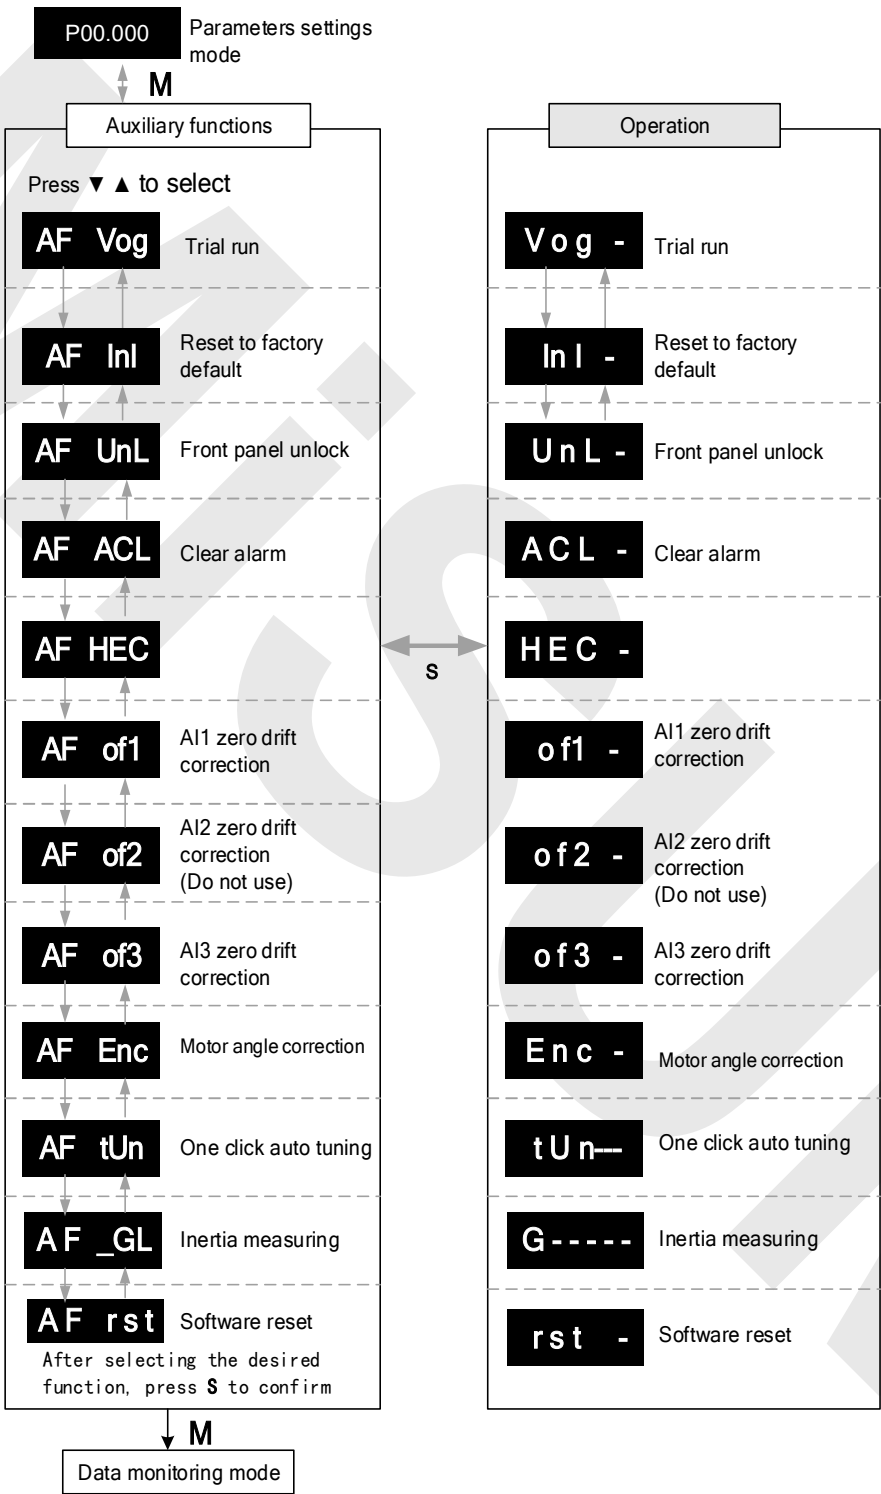 P00.000
Parameters settings
mode
M
Auxiliary functions
Press ▼ ▲ to select
AF Vog
Trial run
AF InI
Reset to factory
default
AF UnL
Front panel unlock
AF ACL
Clear alarm
AF HEC
AF of1
AI1 zero drift
correction
AF of2
AI2 zero drift
correction
(Do not use)
AF of3
AI3 zero drift
correction
AF Enc
Motor angle correction
AF tUn
One click auto tuning
AF _GL
Inertia measuring
AF rst
Software reset
After selecting the desired
function, press S to confirm
M
Data monitoring mode
S
Operation
Vog -
Trial run
InI -
Reset to factory
default
UnL -
Front panel unlock
ACL -
Clear alarm
HEC -
of1 -
AI1 zero drift
correction
of2 -
AI2 zero drift
correction
(Do not use)
of3 -
AI3 zero drift
correction
Enc -
Motor angle correction
tUn---
One click auto tuning
G-----
Inertia measuring
rst -
Software reset